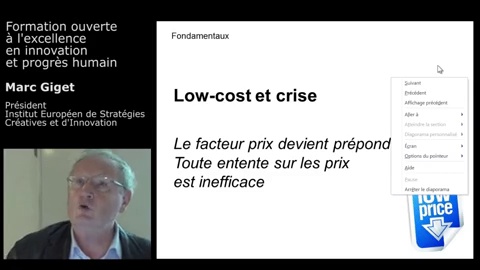 Formation ouverte
à l'excellence
en innovation
et progrès humain
Marc Giget
Président
Institut Européen de Stratégies
Créatives et d'Innovation
Fondamentaux
Low-cost et crise
Le facteur prix devient prépond
Toute entente sur les prix
est inefficace
Suivant
Précédent
Affichage précédent
Aller à
Atteindre la section
Diaporama personnalisé
Écran
Options du pointeur
Aide
Pause
Arrêter le diaporama
low
price